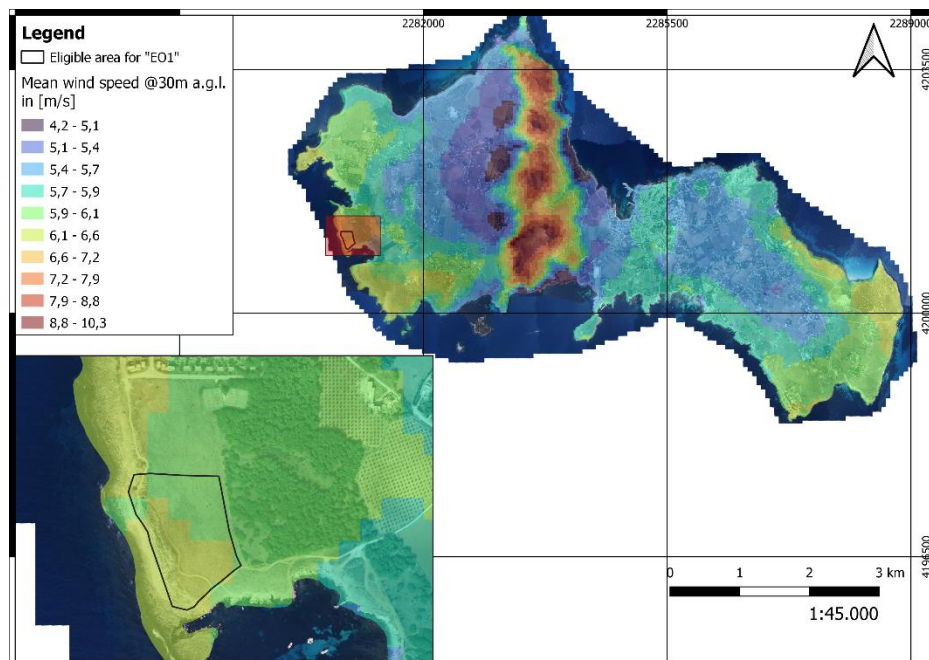 Legend
Eligible area for "EO1"
Mean wind speed @30m a.g.l.
in [m/s]
4,2 - 5,1
5,1 - 5,4
5,4 - 5,7
5,7 - 5,9
5,9 - 6,1
6,1 - 6,6
6,6 - 7,2
7,2 - 7,9
7,9 - 8,8
8,8 - 10,3
2282000
2285500
2289000
4203500
4200000
4196500
0 1 2 3 km
1:45.000